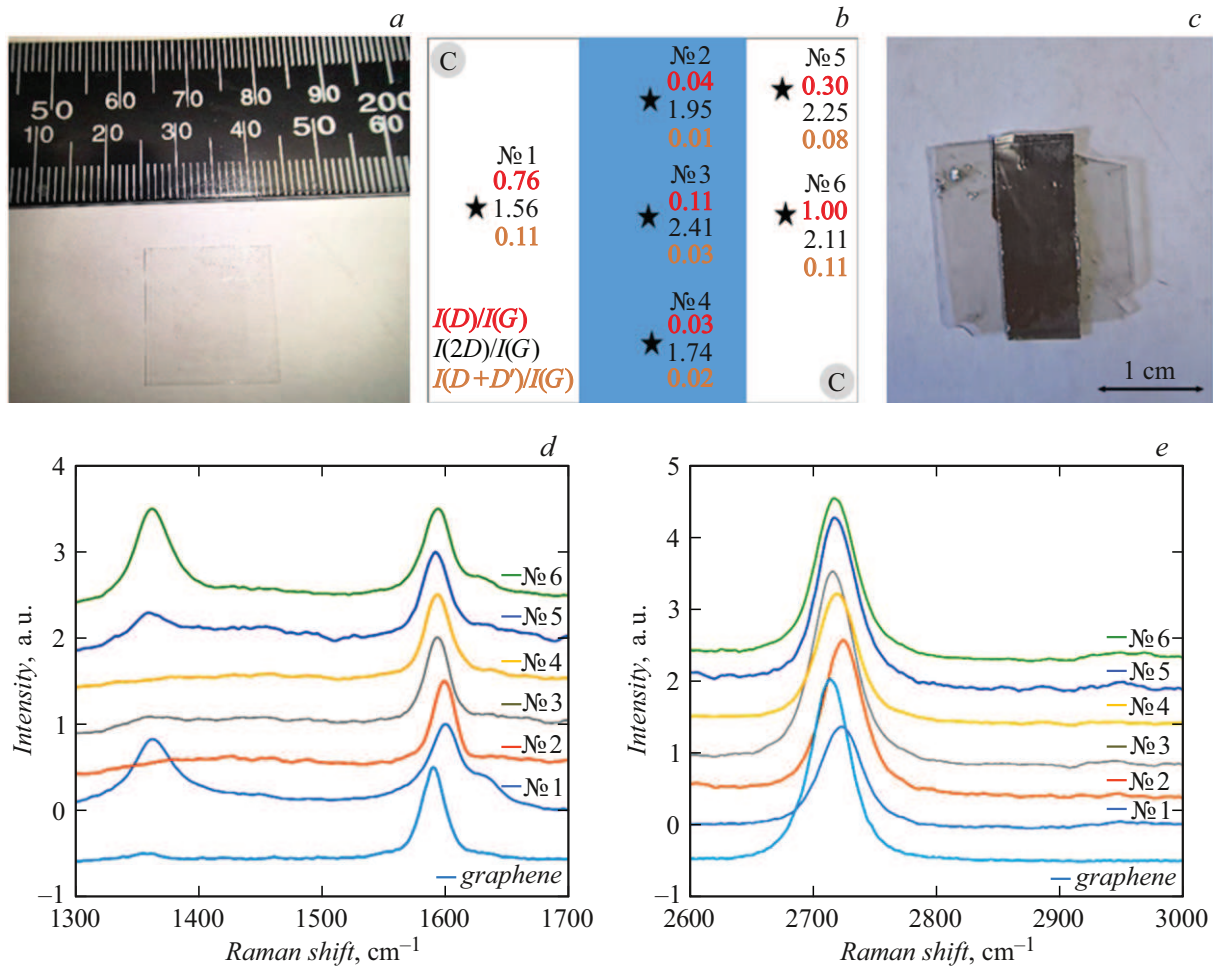 a
50 60 70 80 90 200
10 20 30 40 50 60
b
C
№1
0.76
1.56
0.11
№2
0.04
1.95
0.01
№3
0.11
2.41
0.03
№4
0.03
1.74
0.02
№5
0.30
2.25
0.08
№6
1.00
2.11
0.11
I(D)/I(G)
I(2D)/I(G)
I(D+D′)/I(G)
C
c
1 cm
d
4
3
2
1
0
−1
Intensity, a. u.
№6
№5
№4
№3
№2
№1
graphene
1300 1400 1500 1600 1700
Raman shift, cm⁻¹
e
5
4
3
2
1
0
−1
Intensity, a. u.
№6
№5
№4
№3
№2
№1
graphene
2600 2700 2800 2900 3000
Raman shift, cm⁻¹